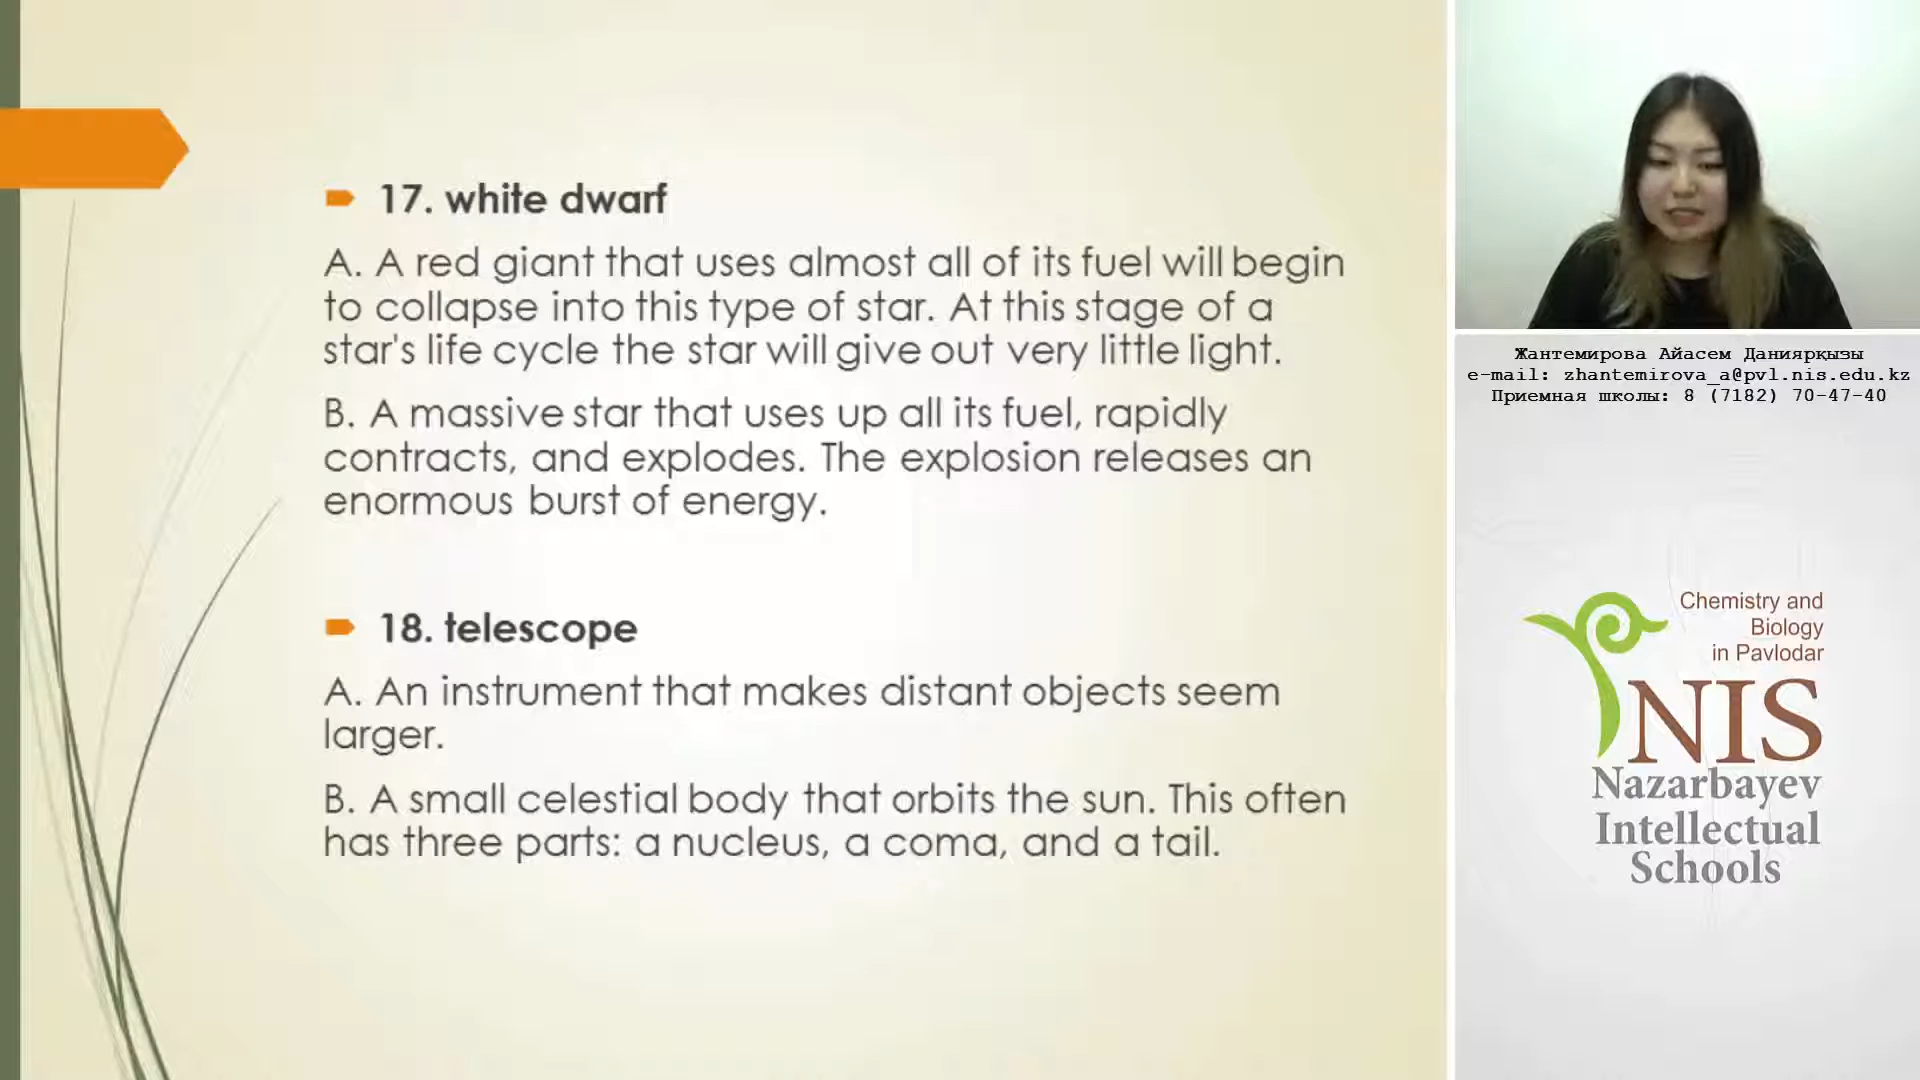 17. white dwarf
A. A red giant that uses almost all of its fuel will begin
to collapse into this type of star. At this stage of a
star's life cycle the star will give out very little light.
B. A massive star that uses up all its fuel, rapidly
contracts, and explodes. The explosion releases an
enormous burst of energy.
18. telescope
A. An instrument that makes distant objects seem
larger.
B. A small celestial body that orbits the sun. This often
has three parts: a nucleus, a coma, and a tail.
Жантемирова Айасем Даниярқызы
e-mail: zhantemirova_a@pvl.nis.edu.kz
Приемная школы: 8 (7182) 70-47-40
Chemistry and
Biology
in Pavlodar
NIS
Nazarbayev
Intellectual
Schools